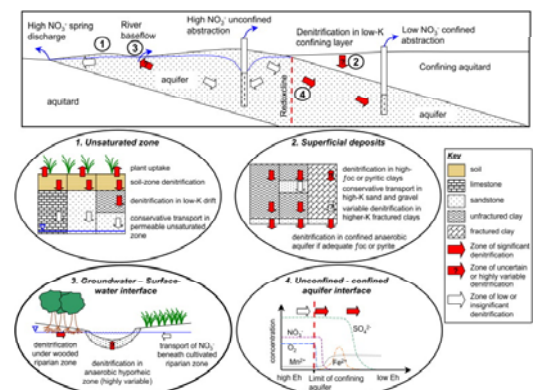 High NO₃⁻ spring
discharge
1
River
baseflow
3
High NO₃⁻ unconfined
abstraction
Denitrification in low-K
confining layer
2
Low NO₃⁻ confined
abstraction
Confining aquitard
aquitard
aquifer
4
Redoxcline
aquifer
1. Unsaturated zone
plant uptake
soil-zone denitrification
denitrification
in low-K drift
conservative
transport in
permeable unsaturated
zone
2. Superficial deposits
denitrification in high-
foc or pyritic clays
conservative transport in
high-K sand and gravel
variable denitrification in
higher-K fractured clays
denitrification in confined anaerobic
aquifer if adequate foc or pyrite
Key
soil
limestone
sandstone
unfractured clay
fractured clay
Zone of significant
denitrification
Zone of uncertain
or highly variable
denitrification
Zone of low or
insignificant
denitrification
3. Groundwater – Surface-
water interface
denitrification
under wooded
riparian zone
denitrification in
anaerobic hyporheic
zone (highly variable)
transport of NO₃⁻
beneath cultivated
riparian zone
4. Unconfined - confined
aquifer interface
concentration
NO₃⁻
O₂
Mn²⁺
Fe²⁺
SO₄²⁻
high Eh
Limit of confining
aquifer
low Eh